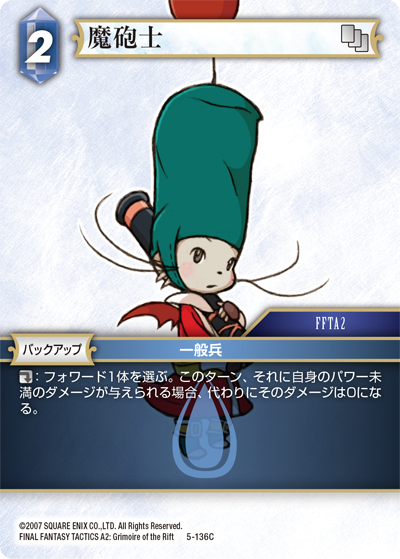 2
魔砲士
FFTA2
バックアップ
一般兵
：フォワード1体を選ぶ。このターン、それに自身のパワー未
満のダメージが与えられる場合、代わりにそのダメージは0にな
る。
©2007 SQUARE ENIX CO.,LTD. All Rights Reserved.
FINAL FANTASY TACTICS A2: Grimoire of the Rift 5-136C